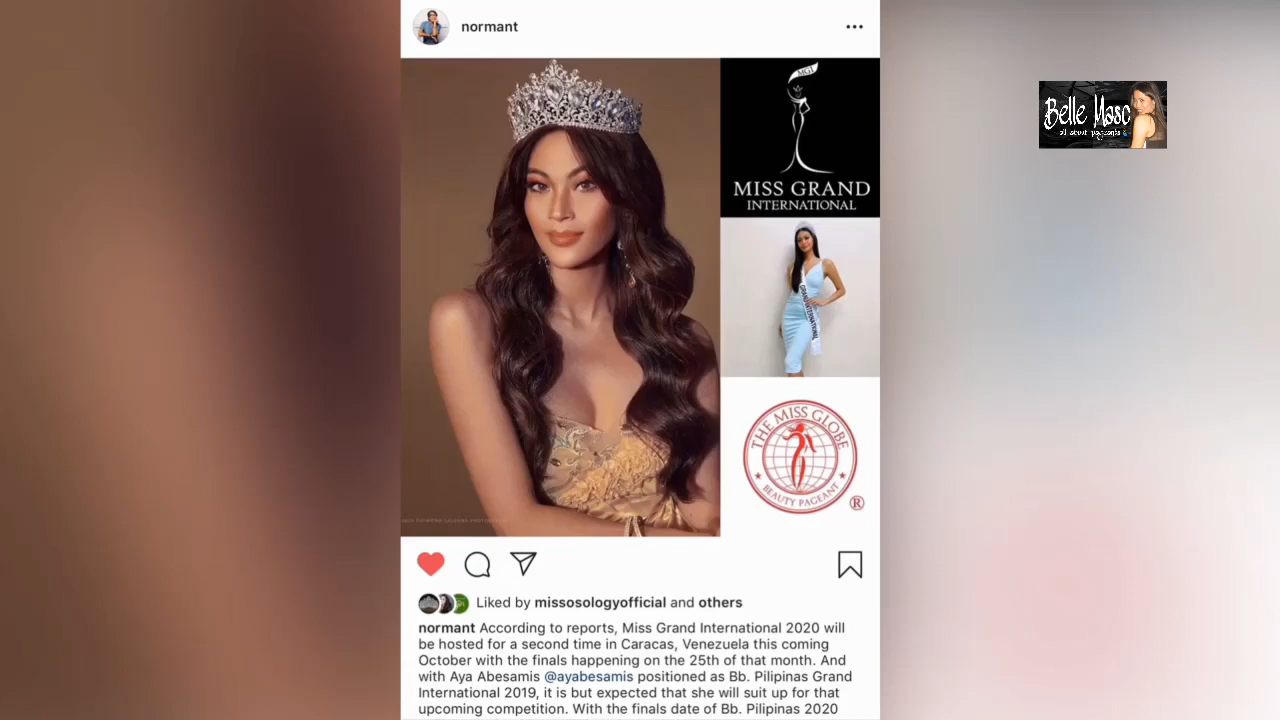 normant
MGI
MISS GRAND
INTERNATIONAL
Belle Masc
all about pageants
THE MISS GLOBE
BEAUTY PAGEANT
®
Liked by missosologyofficial and others
normant According to reports, Miss Grand International 2020 will
be hosted for a second time in Caracas, Venezuela this coming
October with the finals happening on the 25th of that month. And
with Aya Abesamis @ayabesamis positioned as Bb. Pilipinas Grand
International 2019, it is but expected that she will suit up for that
upcoming competition. With the finals date of Bb. Pilipinas 2020